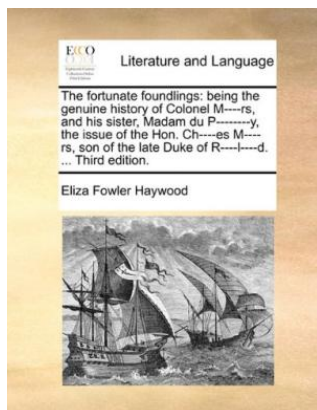 ECCO
Literature and Language
The fortunate foundlings: being the
genuine history of Colonel M----rs,
and his sister, Madam du P--------y,
the issue of the Hon. Ch----es M----
rs, son of the late Duke of R----l----d.
... Third edition.
Eliza Fowler Haywood